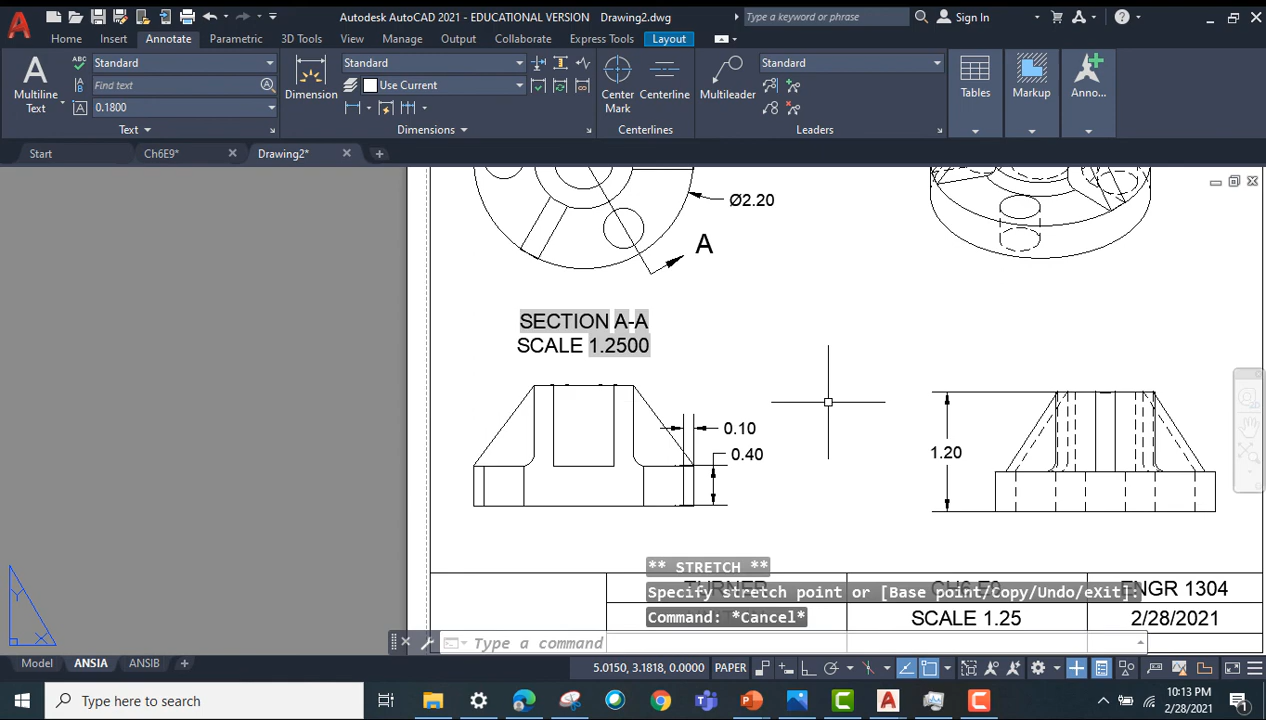 Autodesk AutoCAD 2021 - EDUCATIONAL VERSION Drawing2.dwg
Type a keyword or phrase
Sign In
Home Insert Annotate Parametric 3D Tools View Manage Output Collaborate Express Tools Layout
Multiline Text
ABC
Standard
Find text
0.1800
Text
Dimension
Standard
Use Current
Dimensions
Center Mark
Centerline
Centerlines
Multileader
Standard
Leaders
Tables
Markup
Anno...
Start Ch6E9* Drawing2*
Ø2.20
A
SECTION A-A
SCALE 1.2500
0.10
0.40
1.20
** STRETCH **
Specify stretch point or [Base point/Copy/Undo/eXit]:
Command: *Cancel*
TURNER CH6 E9 ENGR 1304
SCALE 1.25 2/28/2021
Type a command
Y
X
Model ANSIA ANSIB
5.0150, 3.1818, 0.0000 PAPER
Type here to search
10:13 PM
2/28/2021
1